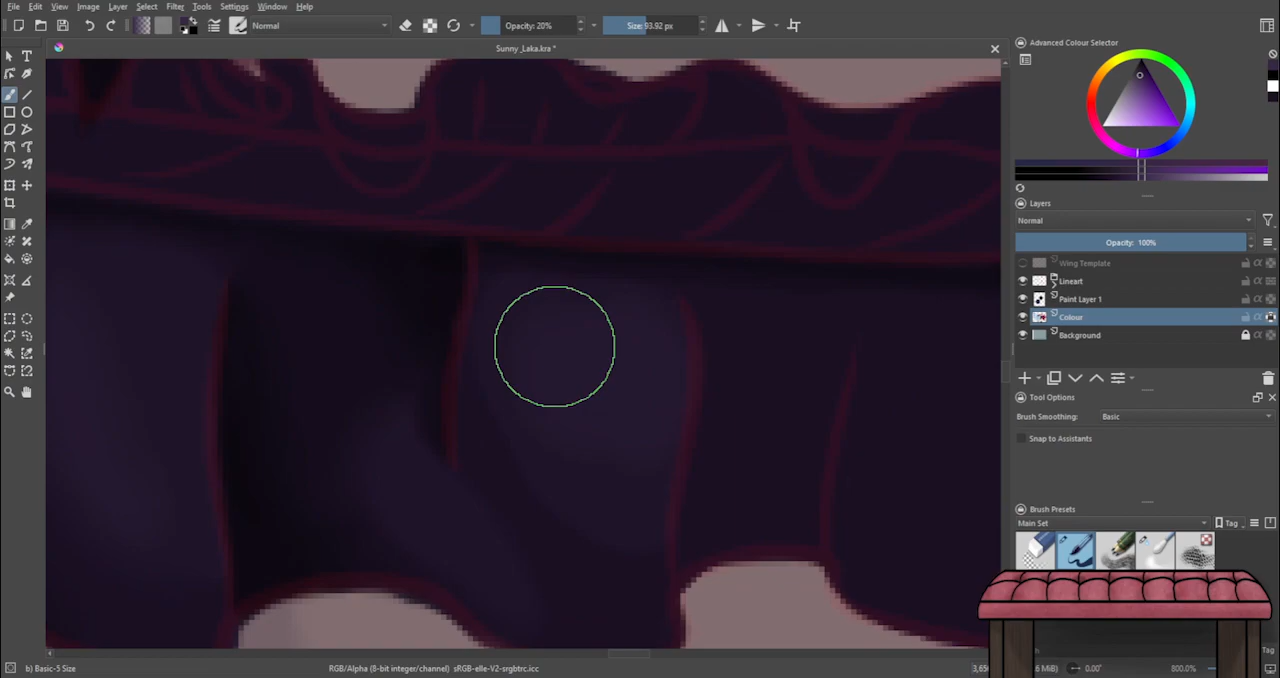 File Edit View Image Layer Select Filter Tools Settings Window Help
Normal Opacity: 20% Size: 93.92 px
Sunny_Laka.kra *
Advanced Colour Selector
Layers
Normal
Opacity: 100%
Wing Template
Lineart
Paint Layer 1
Colour
Background
Tool Options
Brush Smoothing: Basic
Snap to Assistants
Brush Presets
Main Set Tag
Tag
b) Basic-5 Size RGB/Alpha (8-bit integer/channel) sRGB-elle-V2-srgbtrc.icc 0.00° 800.0%